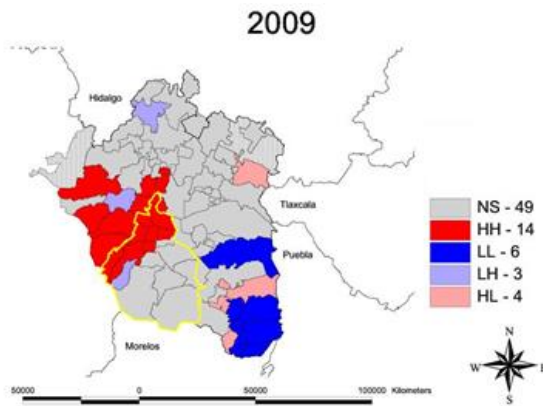 2009
Hidalgo
Tlaxcala
Puebla
Morelos
NS - 49
HH - 14
LL - 6
LH - 3
HL - 4
N
W
E
S
50000 0 50000 100000 Kilometers